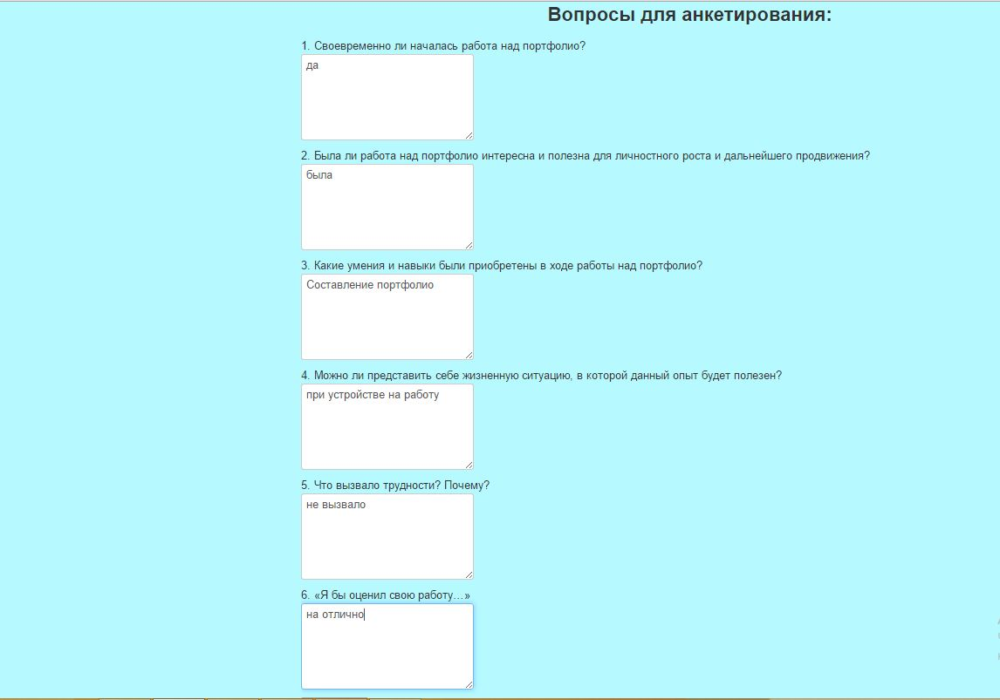 Вопросы для анкетирования:
1. Своевременно ли началась работа над портфолио?
да
2. Была ли работа над портфолио интересна и полезна для личностного роста и дальнейшего продвижения?
была
3. Какие умения и навыки были приобретены в ходе работы над портфолио?
Составление портфолио
4. Можно ли представить себе жизненную ситуацию, в которой данный опыт будет полезен?
при устройстве на работу
5. Что вызвало трудности? Почему?
не вызвало
6. «Я бы оценил свою работу...»
на отлично